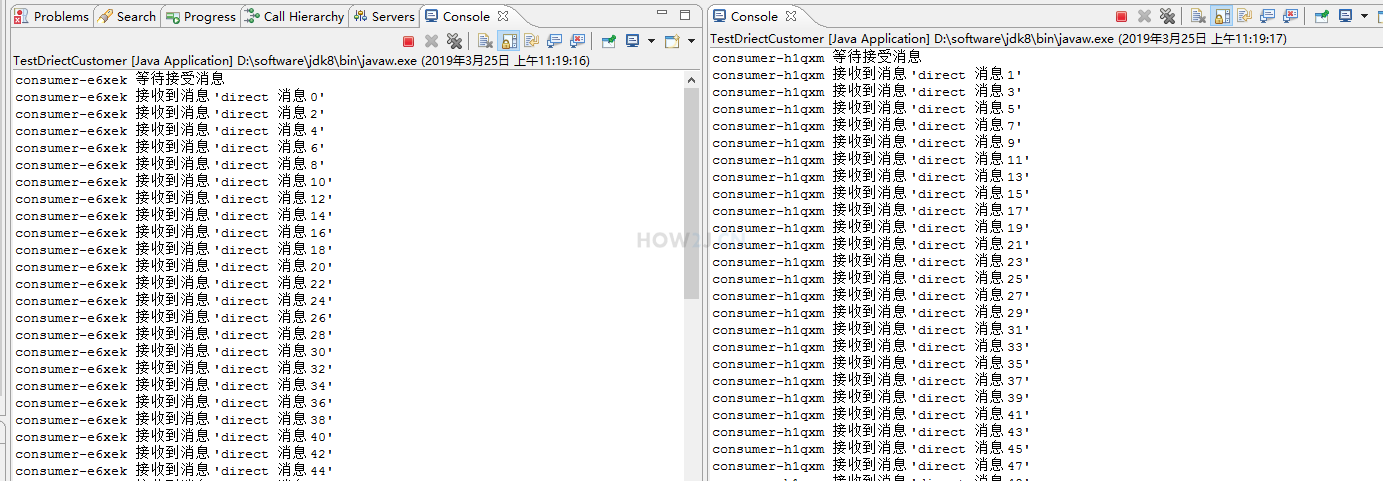 Problems Search Progress Call Hierarchy Servers Console
TestDriectCustomer [Java Application] D:\software\jdk8\bin\javaw.exe (2019年3月25日 上午11:19:16)
consumer-e6xek 等待接受消息
consumer-e6xek 接收到消息 'direct 消息 0'
consumer-e6xek 接收到消息 'direct 消息 2'
consumer-e6xek 接收到消息 'direct 消息 4'
consumer-e6xek 接收到消息 'direct 消息 6'
consumer-e6xek 接收到消息 'direct 消息 8'
consumer-e6xek 接收到消息 'direct 消息 10'
consumer-e6xek 接收到消息 'direct 消息 12'
consumer-e6xek 接收到消息 'direct 消息 14'
consumer-e6xek 接收到消息 'direct 消息 16'
consumer-e6xek 接收到消息 'direct 消息 18'
consumer-e6xek 接收到消息 'direct 消息 20'
consumer-e6xek 接收到消息 'direct 消息 22'
consumer-e6xek 接收到消息 'direct 消息 24'
consumer-e6xek 接收到消息 'direct 消息 26'
consumer-e6xek 接收到消息 'direct 消息 28'
consumer-e6xek 接收到消息 'direct 消息 30'
consumer-e6xek 接收到消息 'direct 消息 32'
consumer-e6xek 接收到消息 'direct 消息 34'
consumer-e6xek 接收到消息 'direct 消息 36'
consumer-e6xek 接收到消息 'direct 消息 38'
consumer-e6xek 接收到消息 'direct 消息 40'
consumer-e6xek 接收到消息 'direct 消息 42'
consumer-e6xek 接收到消息 'direct 消息 44'
Console
TestDriectCustomer [Java Application] D:\software\jdk8\bin\javaw.exe (2019年3月25日 上午11:19:17)
consumer-h1qxm 等待接受消息
consumer-h1qxm 接收到消息 'direct 消息 1'
consumer-h1qxm 接收到消息 'direct 消息 3'
consumer-h1qxm 接收到消息 'direct 消息 5'
consumer-h1qxm 接收到消息 'direct 消息 7'
consumer-h1qxm 接收到消息 'direct 消息 9'
consumer-h1qxm 接收到消息 'direct 消息 11'
consumer-h1qxm 接收到消息 'direct 消息 13'
consumer-h1qxm 接收到消息 'direct 消息 15'
consumer-h1qxm 接收到消息 'direct 消息 17'
consumer-h1qxm 接收到消息 'direct 消息 19'
consumer-h1qxm 接收到消息 'direct 消息 21'
consumer-h1qxm 接收到消息 'direct 消息 23'
consumer-h1qxm 接收到消息 'direct 消息 25'
consumer-h1qxm 接收到消息 'direct 消息 27'
consumer-h1qxm 接收到消息 'direct 消息 29'
consumer-h1qxm 接收到消息 'direct 消息 31'
consumer-h1qxm 接收到消息 'direct 消息 33'
consumer-h1qxm 接收到消息 'direct 消息 35'
consumer-h1qxm 接收到消息 'direct 消息 37'
consumer-h1qxm 接收到消息 'direct 消息 39'
consumer-h1qxm 接收到消息 'direct 消息 41'
consumer-h1qxm 接收到消息 'direct 消息 43'
consumer-h1qxm 接收到消息 'direct 消息 45'
consumer-h1qxm 接收到消息 'direct 消息 47'
HOW2J.CN